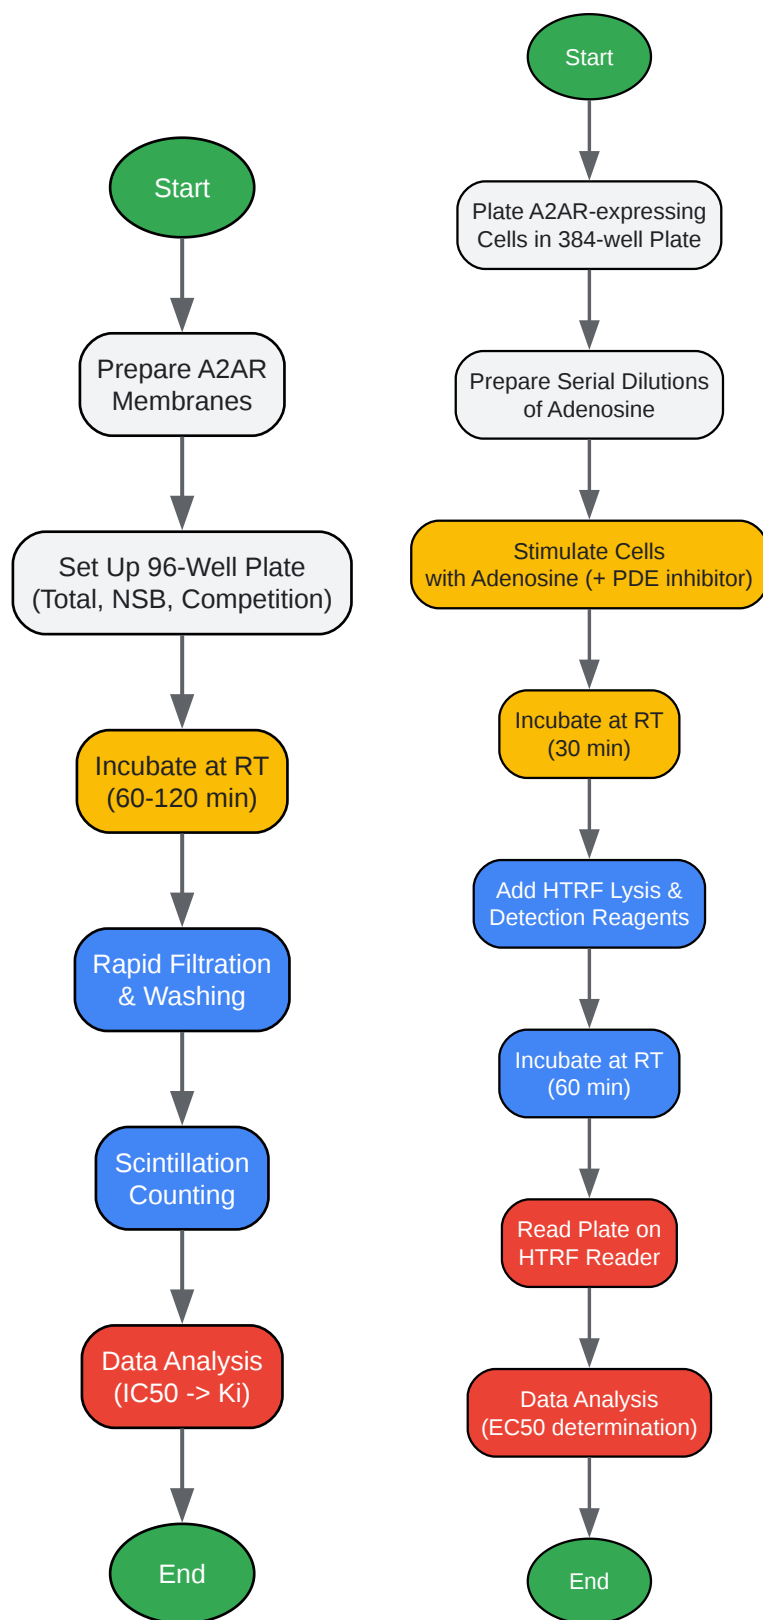 Start
Prepare A2AR
Membranes
Set Up 96-Well Plate
(Total, NSB, Competition)
Incubate at RT
(60-120 min)
Rapid Filtration
& Washing
Scintillation
Counting
Data Analysis
(IC50 -> Ki)
End
Start
Plate A2AR-expressing
Cells in 384-well Plate
Prepare Serial Dilutions
of Adenosine
Stimulate Cells
with Adenosine (+ PDE inhibitor)
Incubate at RT
(30 min)
Add HTRF Lysis &
Detection Reagents
Incubate at RT
(60 min)
Read Plate on
HTRF Reader
Data Analysis
(EC50 determination)
End